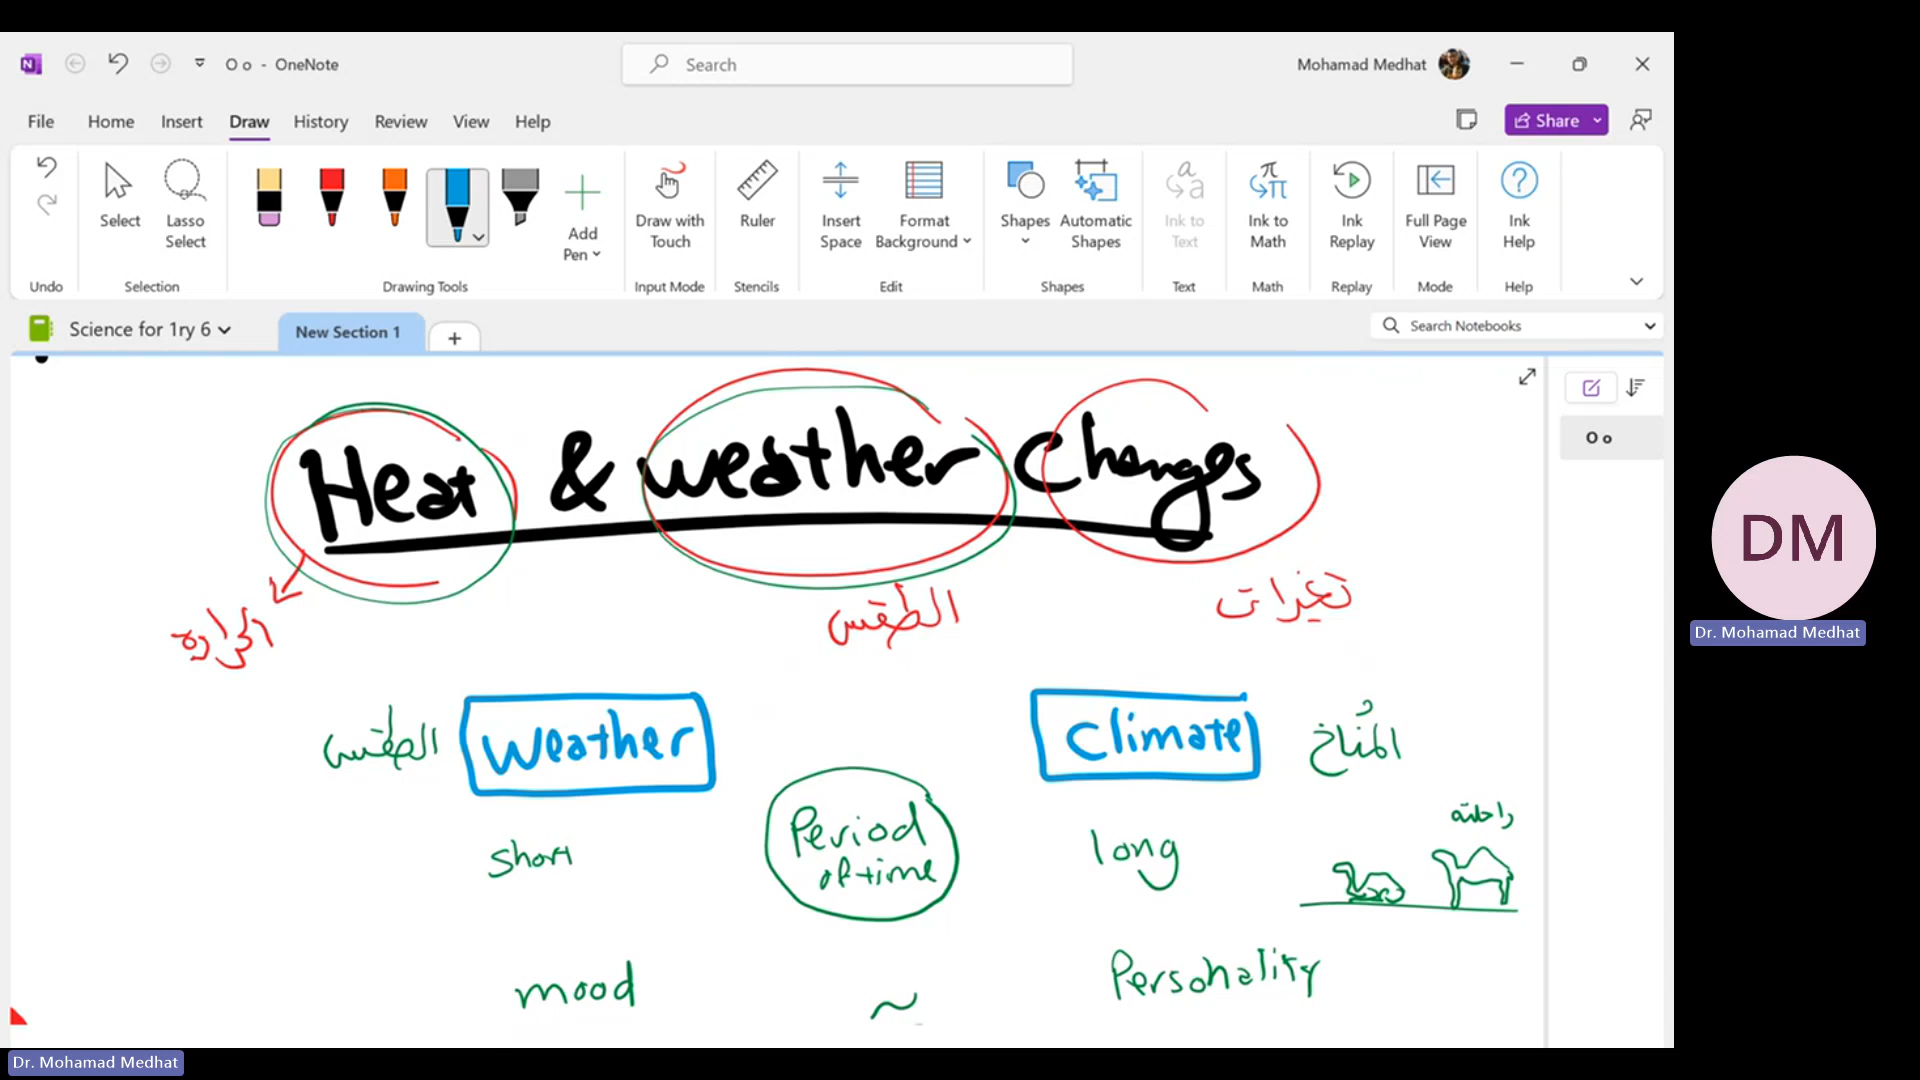 O o - OneNote
Search
Mohamad Medhat
File Home Insert Draw History Review View Help
Share
Select
Lasso Select
Add Pen
Draw with Touch
Ruler
Insert Space
Format Background
Shapes
Automatic Shapes
Ink to Text
Ink to Math
Ink Replay
Full Page View
Ink Help
Undo Selection Drawing Tools Input Mode Stencils Edit Shapes Text Math Replay Mode Help
Science for 1ry 6
New Section 1
Search Notebooks
O o
Heat & weather Changes
الحرارة
الطقس
تغيرات
الطقس
Weather
Climate
المُناخ
short
Period of time
long
mood
~
Personality
DM
Dr. Mohamad Medhat
Dr. Mohamad Medhat